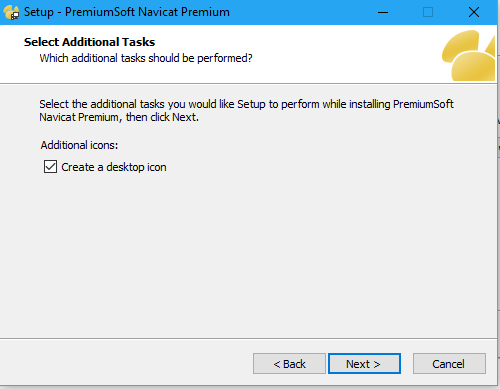 Setup - PremiumSoft Navicat Premium
Select Additional Tasks
Which additional tasks should be performed?
Select the additional tasks you would like Setup to perform while installing PremiumSoft
Navicat Premium, then click Next.
Additional icons:
Create a desktop icon
< Back
Next >
Cancel